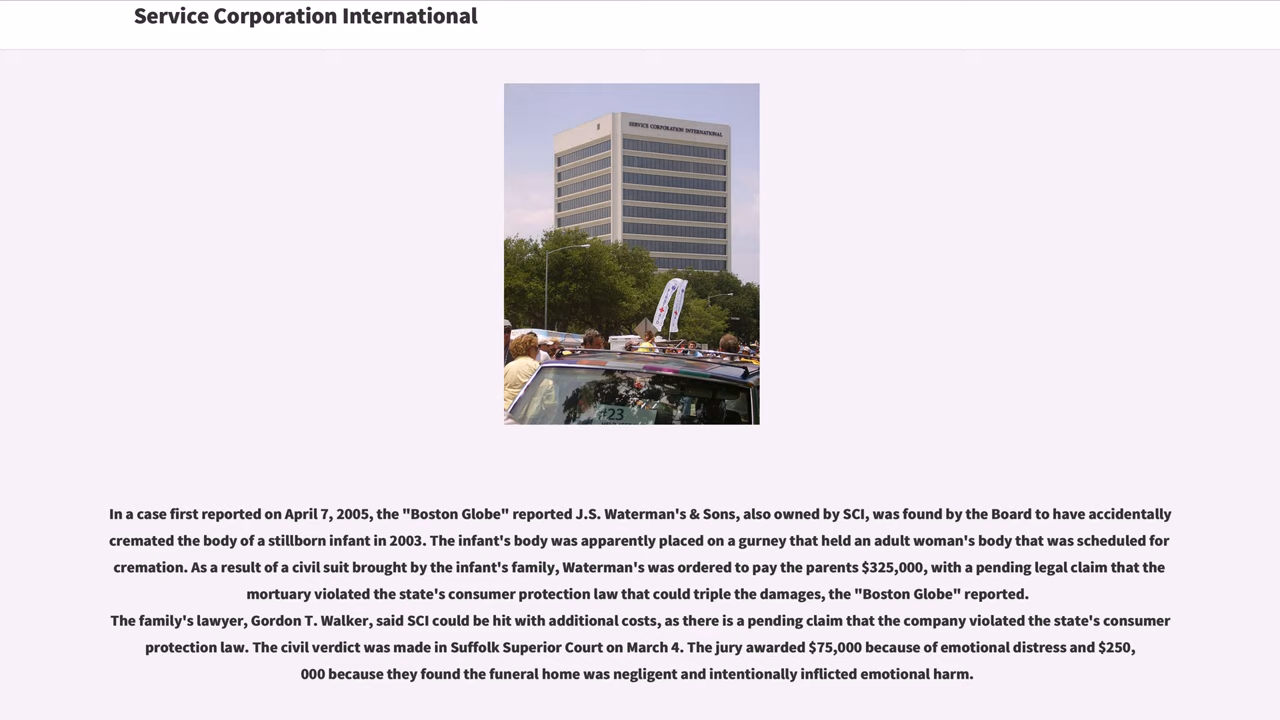 Service Corporation International
SERVICE CORPORATION INTERNATIONAL
#23
In a case first reported on April 7, 2005, the "Boston Globe" reported J.S. Waterman's & Sons, also owned by SCI, was found by the Board to have accidentally
cremated the body of a stillborn infant in 2003. The infant's body was apparently placed on a gurney that held an adult woman's body that was scheduled for
cremation. As a result of a civil suit brought by the infant's family, Waterman's was ordered to pay the parents $325,000, with a pending legal claim that the
mortuary violated the state's consumer protection law that could triple the damages, the "Boston Globe" reported.
The family's lawyer, Gordon T. Walker, said SCI could be hit with additional costs, as there is a pending claim that the company violated the state's consumer
protection law. The civil verdict was made in Suffolk Superior Court on March 4. The jury awarded $75,000 because of emotional distress and $250,
000 because they found the funeral home was negligent and intentionally inflicted emotional harm.